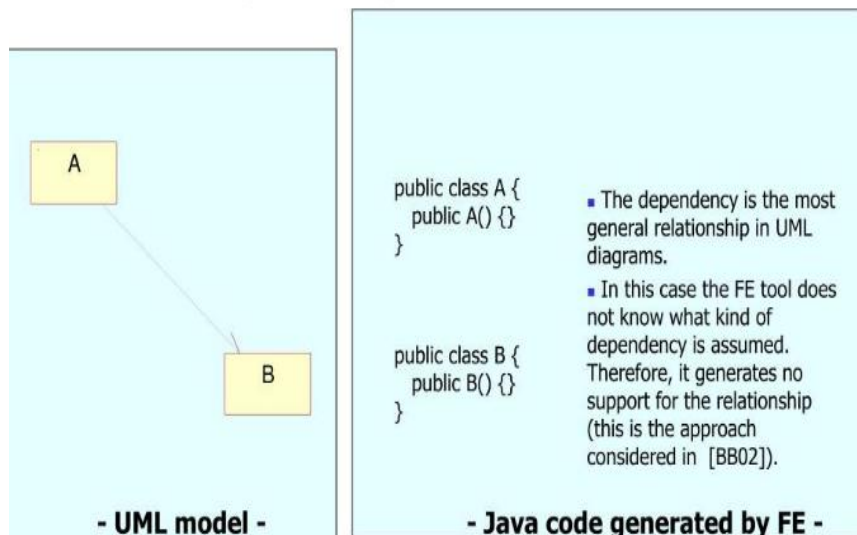 A
B
- UML model -
public class A {
public A() {}
}
public class B {
public B() {}
}
▪ The dependency is the most
general relationship in UML
diagrams.
▪ In this case the FE tool does
not know what kind of
dependency is assumed.
Therefore, it generates no
support for the relationship
(this is the approach
considered in [BB02]).
- Java code generated by FE -